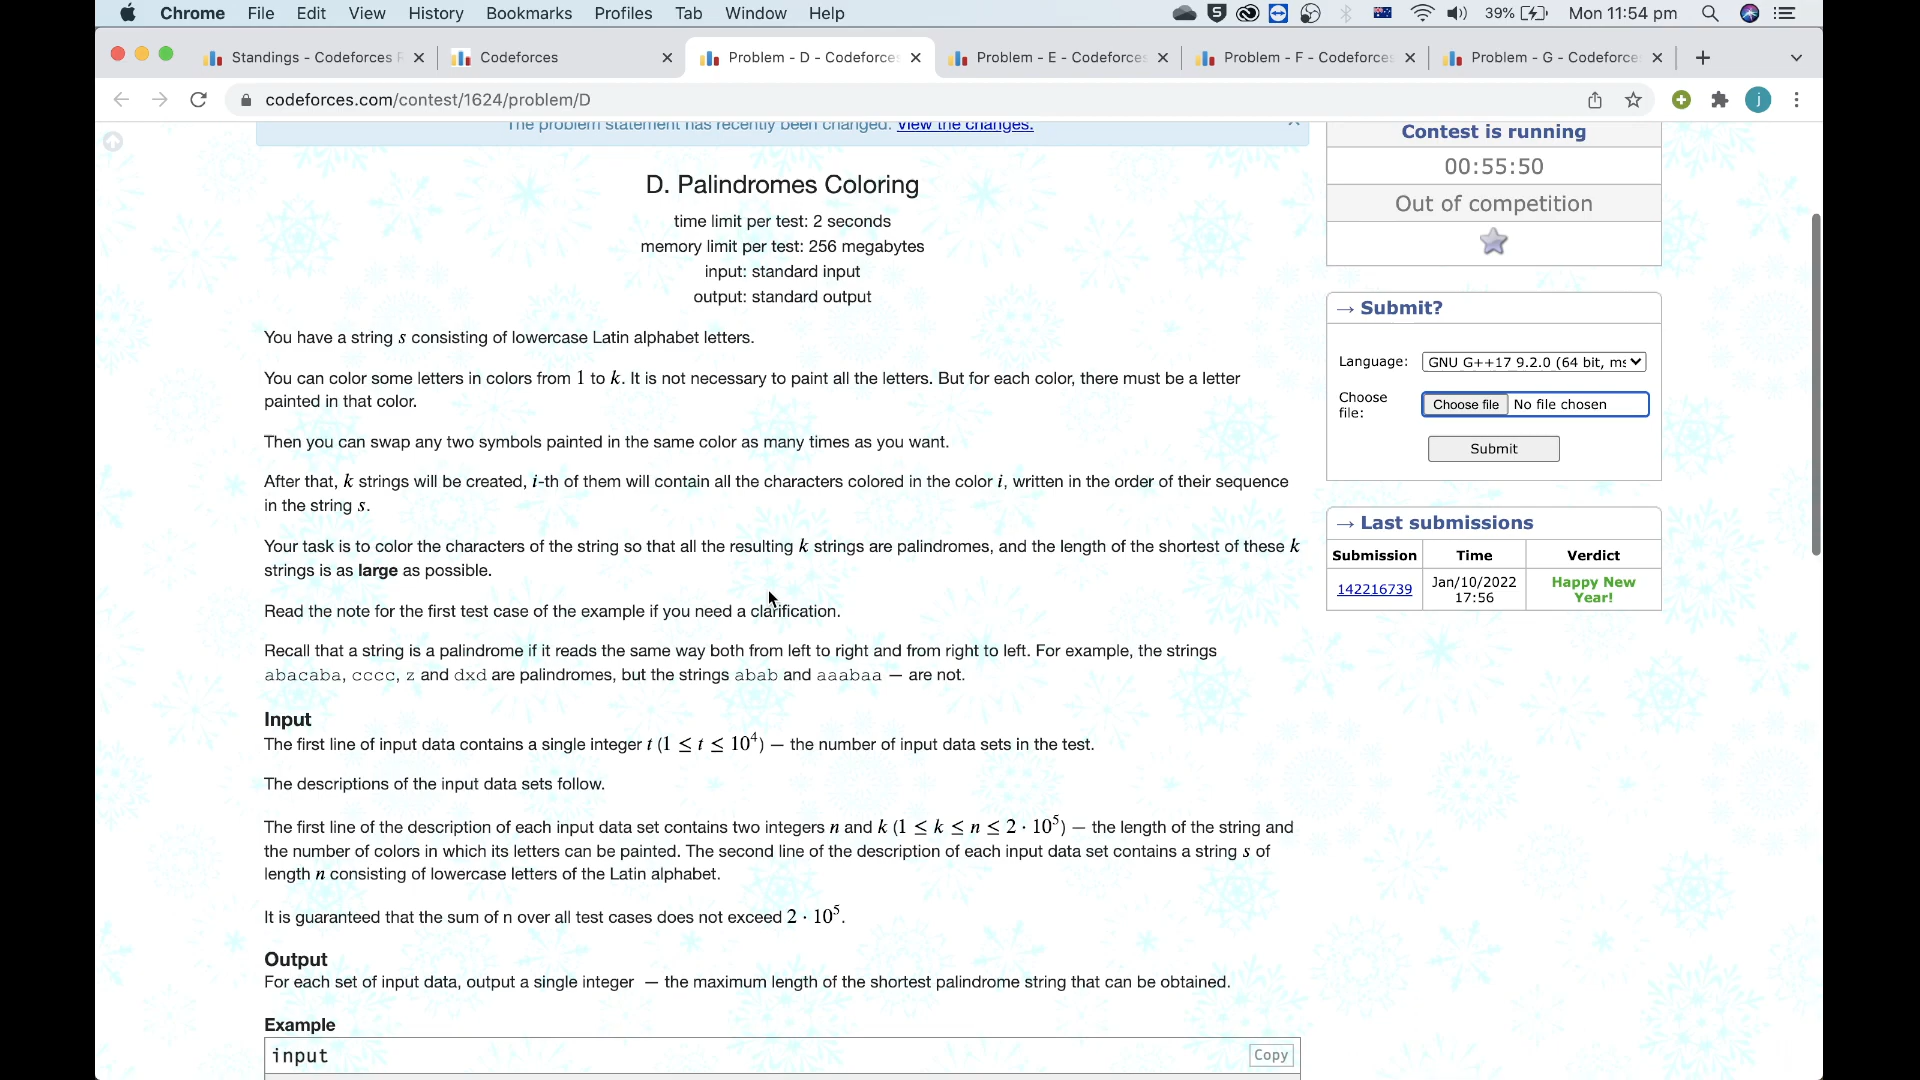 Chrome File Edit View History Bookmarks Profiles Tab Window Help 39% Mon 11:54 pm
Standings - Codeforces Codeforces Problem - D - Codeforces Problem - E - Codeforces Problem - F - Codeforces Problem - G - Codeforces
codeforces.com/contest/1624/problem/D j
The problem statement has recently been changed. View the changes.
D. Palindromes Coloring
time limit per test: 2 seconds
memory limit per test: 256 megabytes
input: standard input
output: standard output
You have a string s consisting of lowercase Latin alphabet letters.
You can color some letters in colors from 1 to k. It is not necessary to paint all the letters. But for each color, there must be a letter
painted in that color.
Then you can swap any two symbols painted in the same color as many times as you want.
After that, k strings will be created, i-th of them will contain all the characters colored in the color i, written in the order of their sequence
in the string s.
Your task is to color the characters of the string so that all the resulting k strings are palindromes, and the length of the shortest of these k
strings is as large as possible.
Read the note for the first test case of the example if you need a clarification.
Recall that a string is a palindrome if it reads the same way both from left to right and from right to left. For example, the strings
abacaba, cccc, z and dxd are palindromes, but the strings abab and aaabaa — are not.
Input
The first line of input data contains a single integer t (1 ≤ t ≤ 10⁴) — the number of input data sets in the test.
The descriptions of the input data sets follow.
The first line of the description of each input data set contains two integers n and k (1 ≤ k ≤ n ≤ 2 · 10⁵) — the length of the string and
the number of colors in which its letters can be painted. The second line of the description of each input data set contains a string s of
length n consisting of lowercase letters of the Latin alphabet.
It is guaranteed that the sum of n over all test cases does not exceed 2 · 10⁵.
Output
For each set of input data, output a single integer — the maximum length of the shortest palindrome string that can be obtained.
Example
input Copy
Contest is running
00:55:50
Out of competition
→ Submit?
Language: GNU G++17 9.2.0 (64 bit, ms
Choose
file: Choose file No file chosen
Submit
→ Last submissions
Submission Time Verdict
142216739 Jan/10/2022
17:56 Happy New
Year!